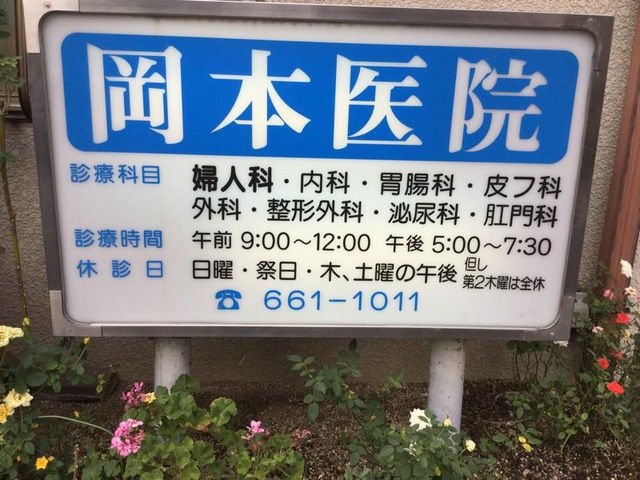 岡本医院
診療科目 婦人科・内科・胃腸科・皮フ科
外科・整形外科・泌尿科・肛門科
診療時間 午前 9:00〜12:00 午後 5:00〜7:30
休診日 日曜・祭日・木、土曜の午後 但し第2木曜は全休
☎ 661-1011